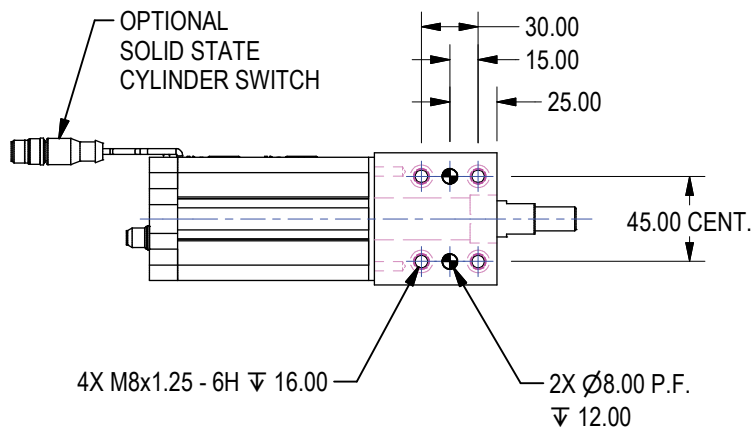 OPTIONAL
SOLID STATE
CYLINDER SWITCH
30.00
15.00
25.00
45.00 CENT.
4X M8x1.25 - 6H ↧ 16.00
2X Ø8.00 P.F.
↧ 12.00